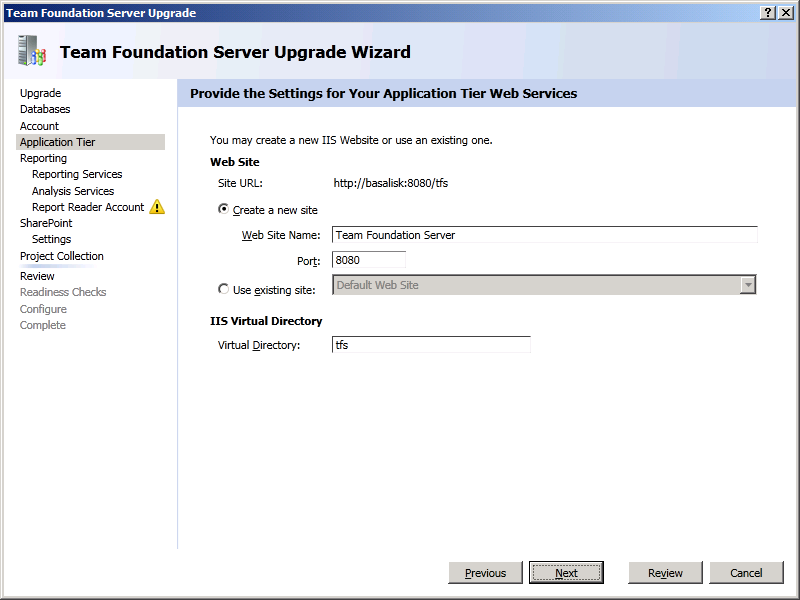 Team Foundation Server Upgrade
Team Foundation Server Upgrade Wizard
Upgrade
Databases
Account
Application Tier
Reporting
Reporting Services
Analysis Services
Report Reader Account
SharePoint
Settings
Project Collection
Review
Readiness Checks
Configure
Complete
Provide the Settings for Your Application Tier Web Services
You may create a new IIS Website or use an existing one.
Web Site
Site URL: http://basalisk:8080/tfs
Create a new site
Web Site Name: Team Foundation Server
Port: 8080
Use existing site: Default Web Site
IIS Virtual Directory
Virtual Directory: tfs
Previous Next Review Cancel